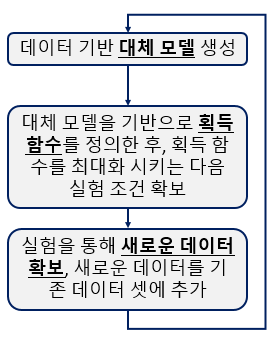 데이터 기반 대체 모델 생성
대체 모델을 기반으로 획득
함수를 정의한 후, 획득 함
수를 최대화 시키는 다음
실험 조건 확보
실험을 통해 새로운 데이터
확보, 새로운 데이터를 기
존 데이터 셋에 추가